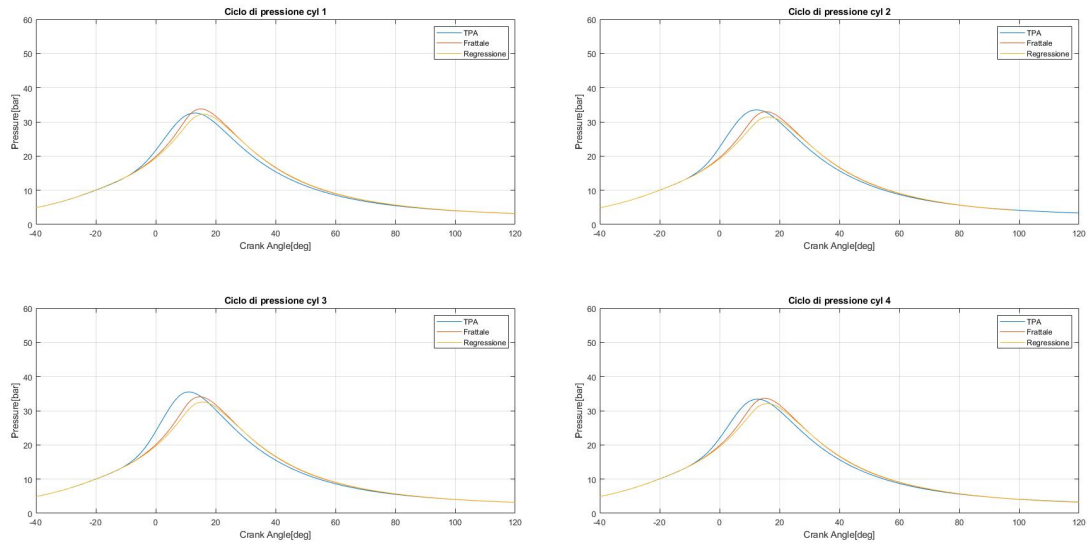 Ciclo di pressione cyl 1
60
50
40
30
20
10
0
Pressure[bar]
TPA
Frattale
Regressione
-40 -20 0 20 40 60 80 100 120
Crank Angle[deg]
Ciclo di pressione cyl 2
60
50
40
30
20
10
0
Pressure[bar]
TPA
Frattale
Regressione
-40 -20 0 20 40 60 80 100 120
Crank Angle[deg]
Ciclo di pressione cyl 3
60
50
40
30
20
10
0
Pressure[bar]
TPA
Frattale
Regressione
-40 -20 0 20 40 60 80 100 120
Crank Angle[deg]
Ciclo di pressione cyl 4
60
50
40
30
20
10
0
Pressure[bar]
TPA
Frattale
Regressione
-40 -20 0 20 40 60 80 100 120
Crank Angle[deg]